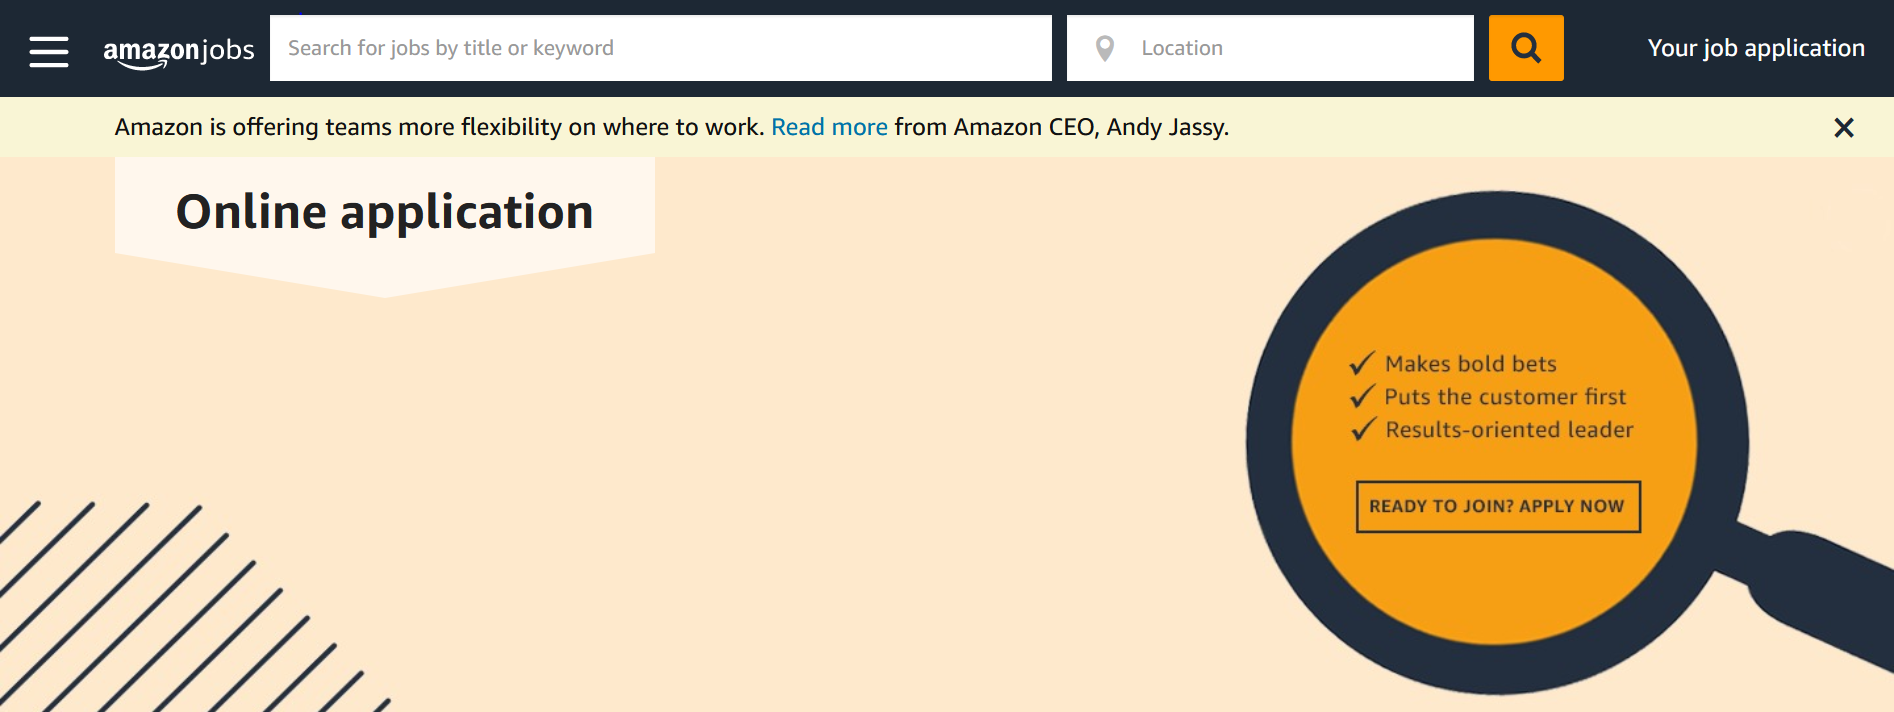 amazonjobs
Search for jobs by title or keyword
Location
Your job application
Amazon is offering teams more flexibility on where to work. Read more from Amazon CEO, Andy Jassy.
Online application
Makes bold bets
Puts the customer first
Results-oriented leader
READY TO JOIN? APPLY NOW